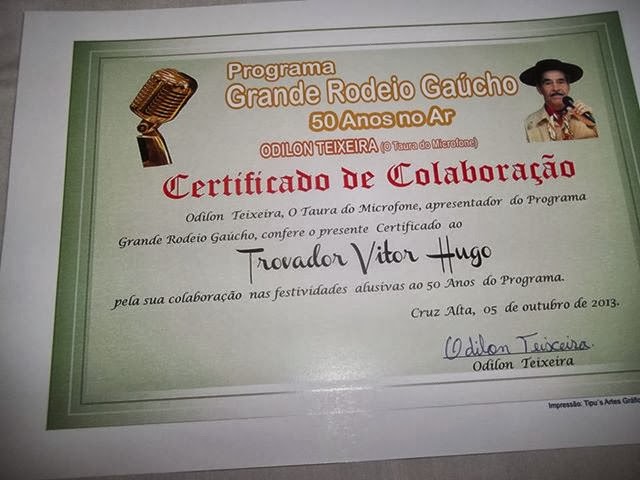 Programa
Grande Rodeio Gaúcho
50 Anos no Ar
ODILON TEIXEIRA (O Taura do Microfone)
Certificado de Colaboração
Odilon Teixeira, O Taura do Microfone, apresentador do Programa
Grande Rodeio Gaúcho, confere o presente Certificado ao
Trovador Vitor Hugo
pela sua colaboração nas festividades alusivas ao 50 Anos do Programa.
Cruz Alta, 05 de outubro de 2013.
Odilon Teixeira
Odilon Teixeira
Impressão: Tipu's Artes Gráfic